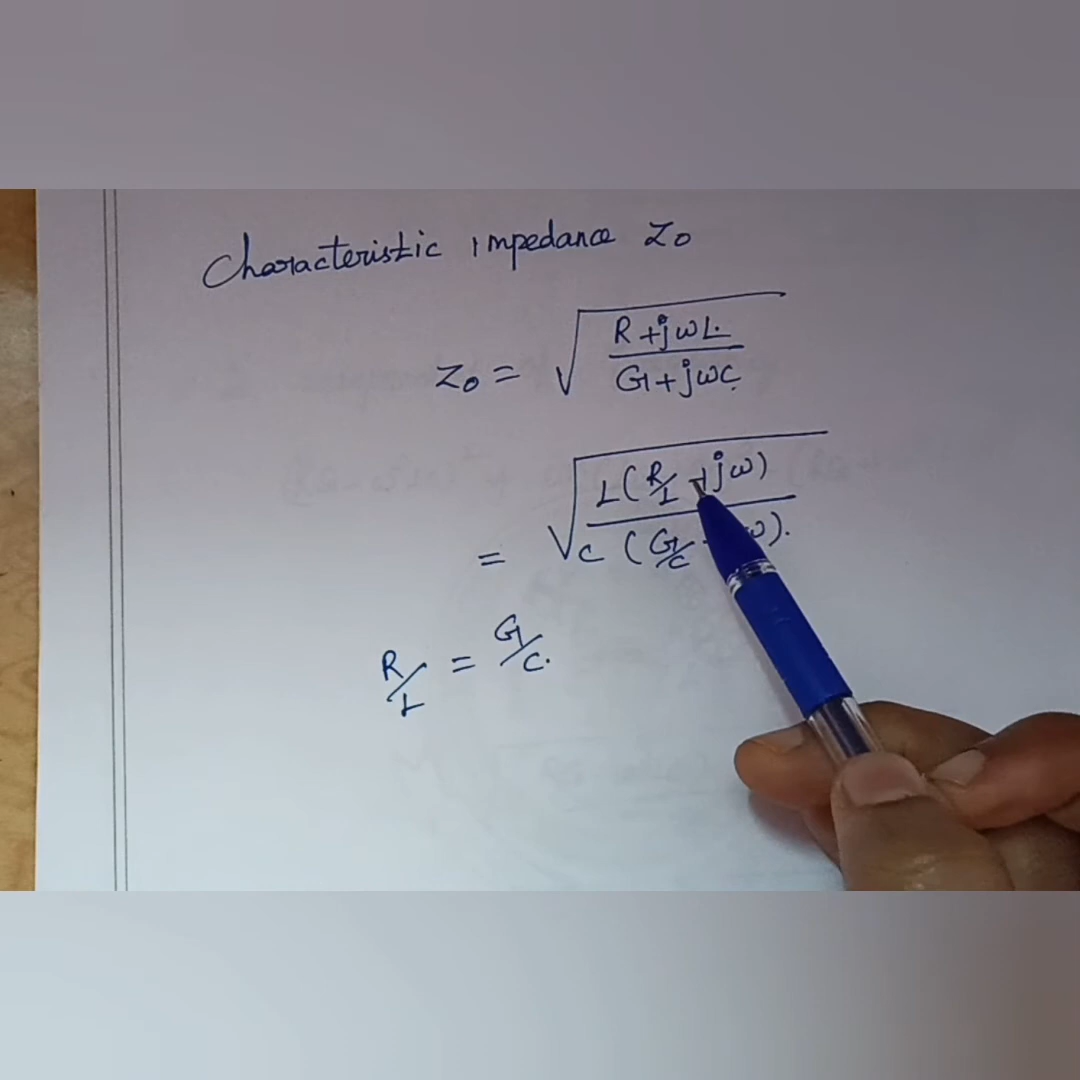 Characteristic Impedance Z0
Z0 = √ R+jωL / G+jωC
= √ L(R/L +jω) / C (G/C ω).
R/L = G/C.